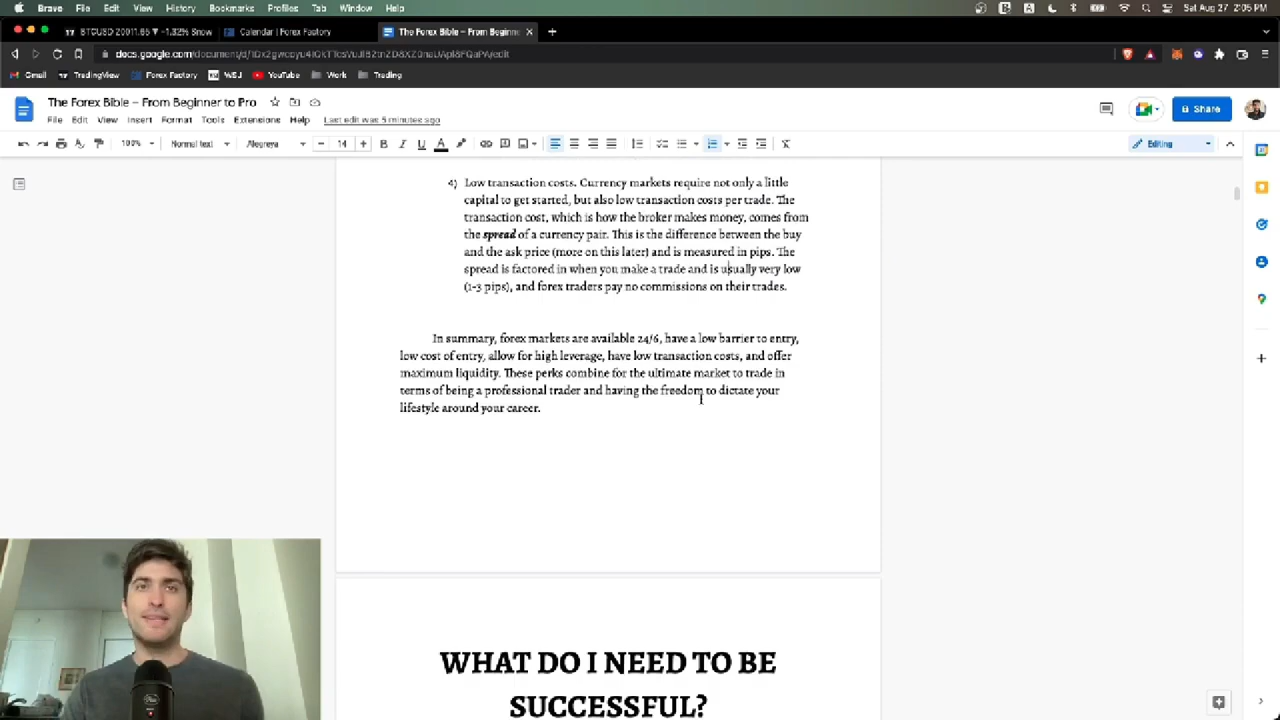 Brave File Edit View History Bookmarks Profiles Tab Window Help
Sat Aug 27 2:05 PM
BTCUSD 20011.65 ▼ -1.32% Snow
Calendar | Forex Factory
The Forex Bible – From Beginne
Gmail TradingView Forex Factory WSJ YouTube Work Trading
The Forex Bible – From Beginner to Pro
Share
File Edit View Insert Format Tools Extensions Help Last edit was 5 minutes ago
100% Normal text Alegreya 14 Editing
4) Low transaction costs. Currency markets require not only a little
capital to get started, but also low transaction costs per trade. The
transaction cost, which is how the broker makes money, comes from
the spread of a currency pair. This is the difference between the buy
and the ask price (more on this later) and is measured in pips. The
spread is factored in when you make a trade and is usually very low
(1-3 pips), and forex traders pay no commissions on their trades.
In summary, forex markets are available 24/6, have a low barrier to entry,
low cost of entry, allow for high leverage, have low transaction costs, and offer
maximum liquidity. These perks combine for the ultimate market to trade in
terms of being a professional trader and having the freedom to dictate your
lifestyle around your career.
WHAT DO I NEED TO BE
SUCCESSFUL?